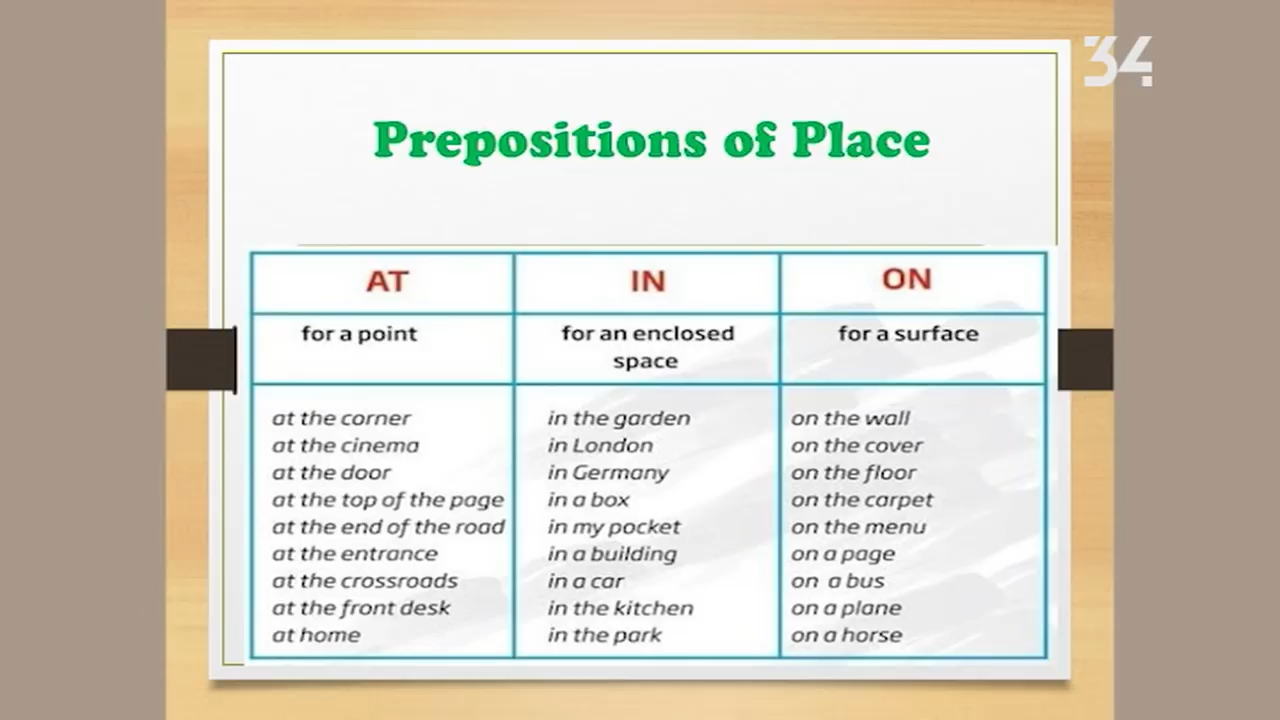 34
Prepositions of Place
AT
IN
ON
for a point
for an enclosed
space
for a surface
at the corner
at the cinema
at the door
at the top of the page
at the end of the road
at the entrance
at the crossroads
at the front desk
at home
in the garden
in London
in Germany
in a box
in my pocket
in a building
in a car
in the kitchen
in the park
on the wall
on the cover
on the floor
on the carpet
on the menu
on a page
on a bus
on a plane
on a horse